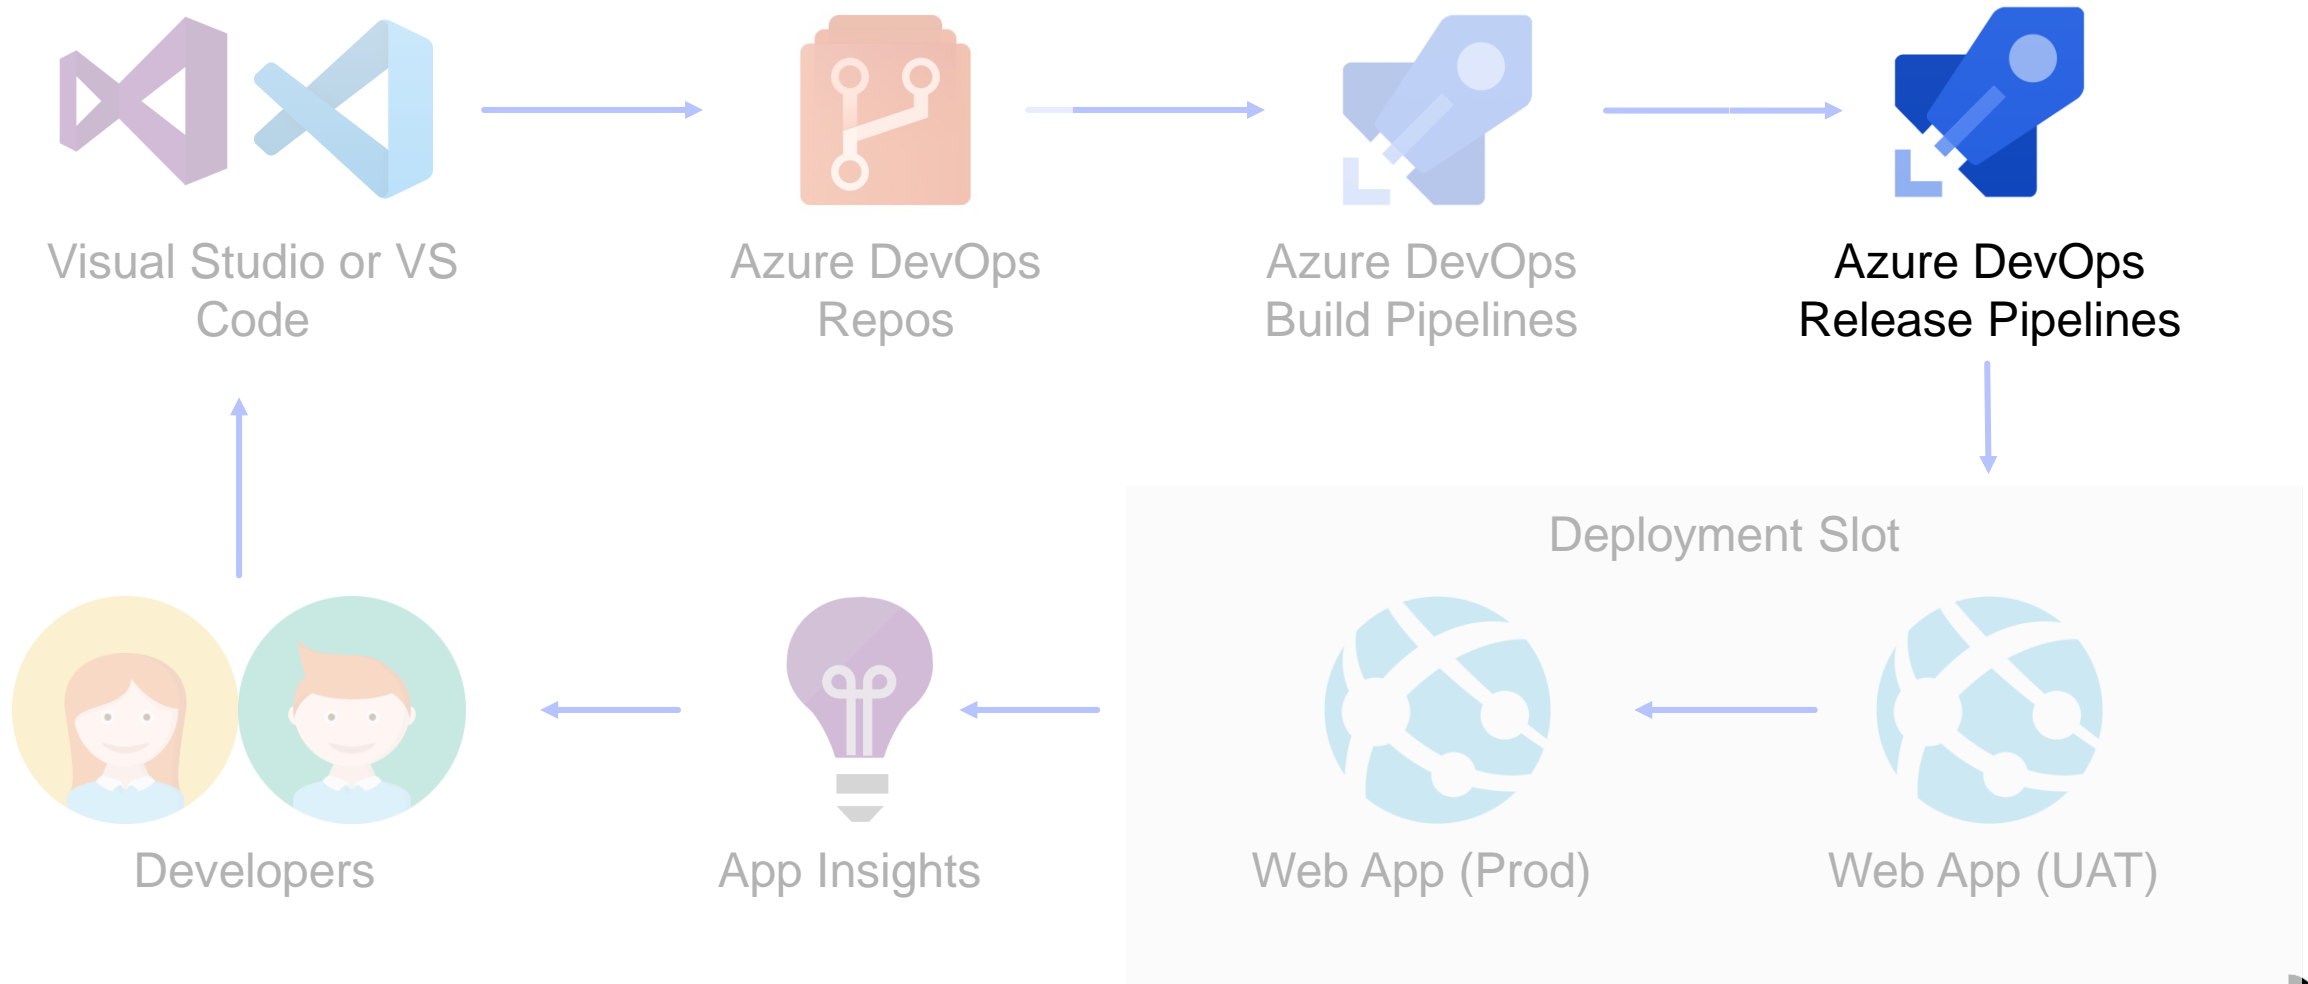 Visual Studio or VS
Code
Azure DevOps
Repos
Azure DevOps
Build Pipelines
Azure DevOps
Release Pipelines
Deployment Slot
Developers
App Insights
Web App (Prod)
Web App (UAT)